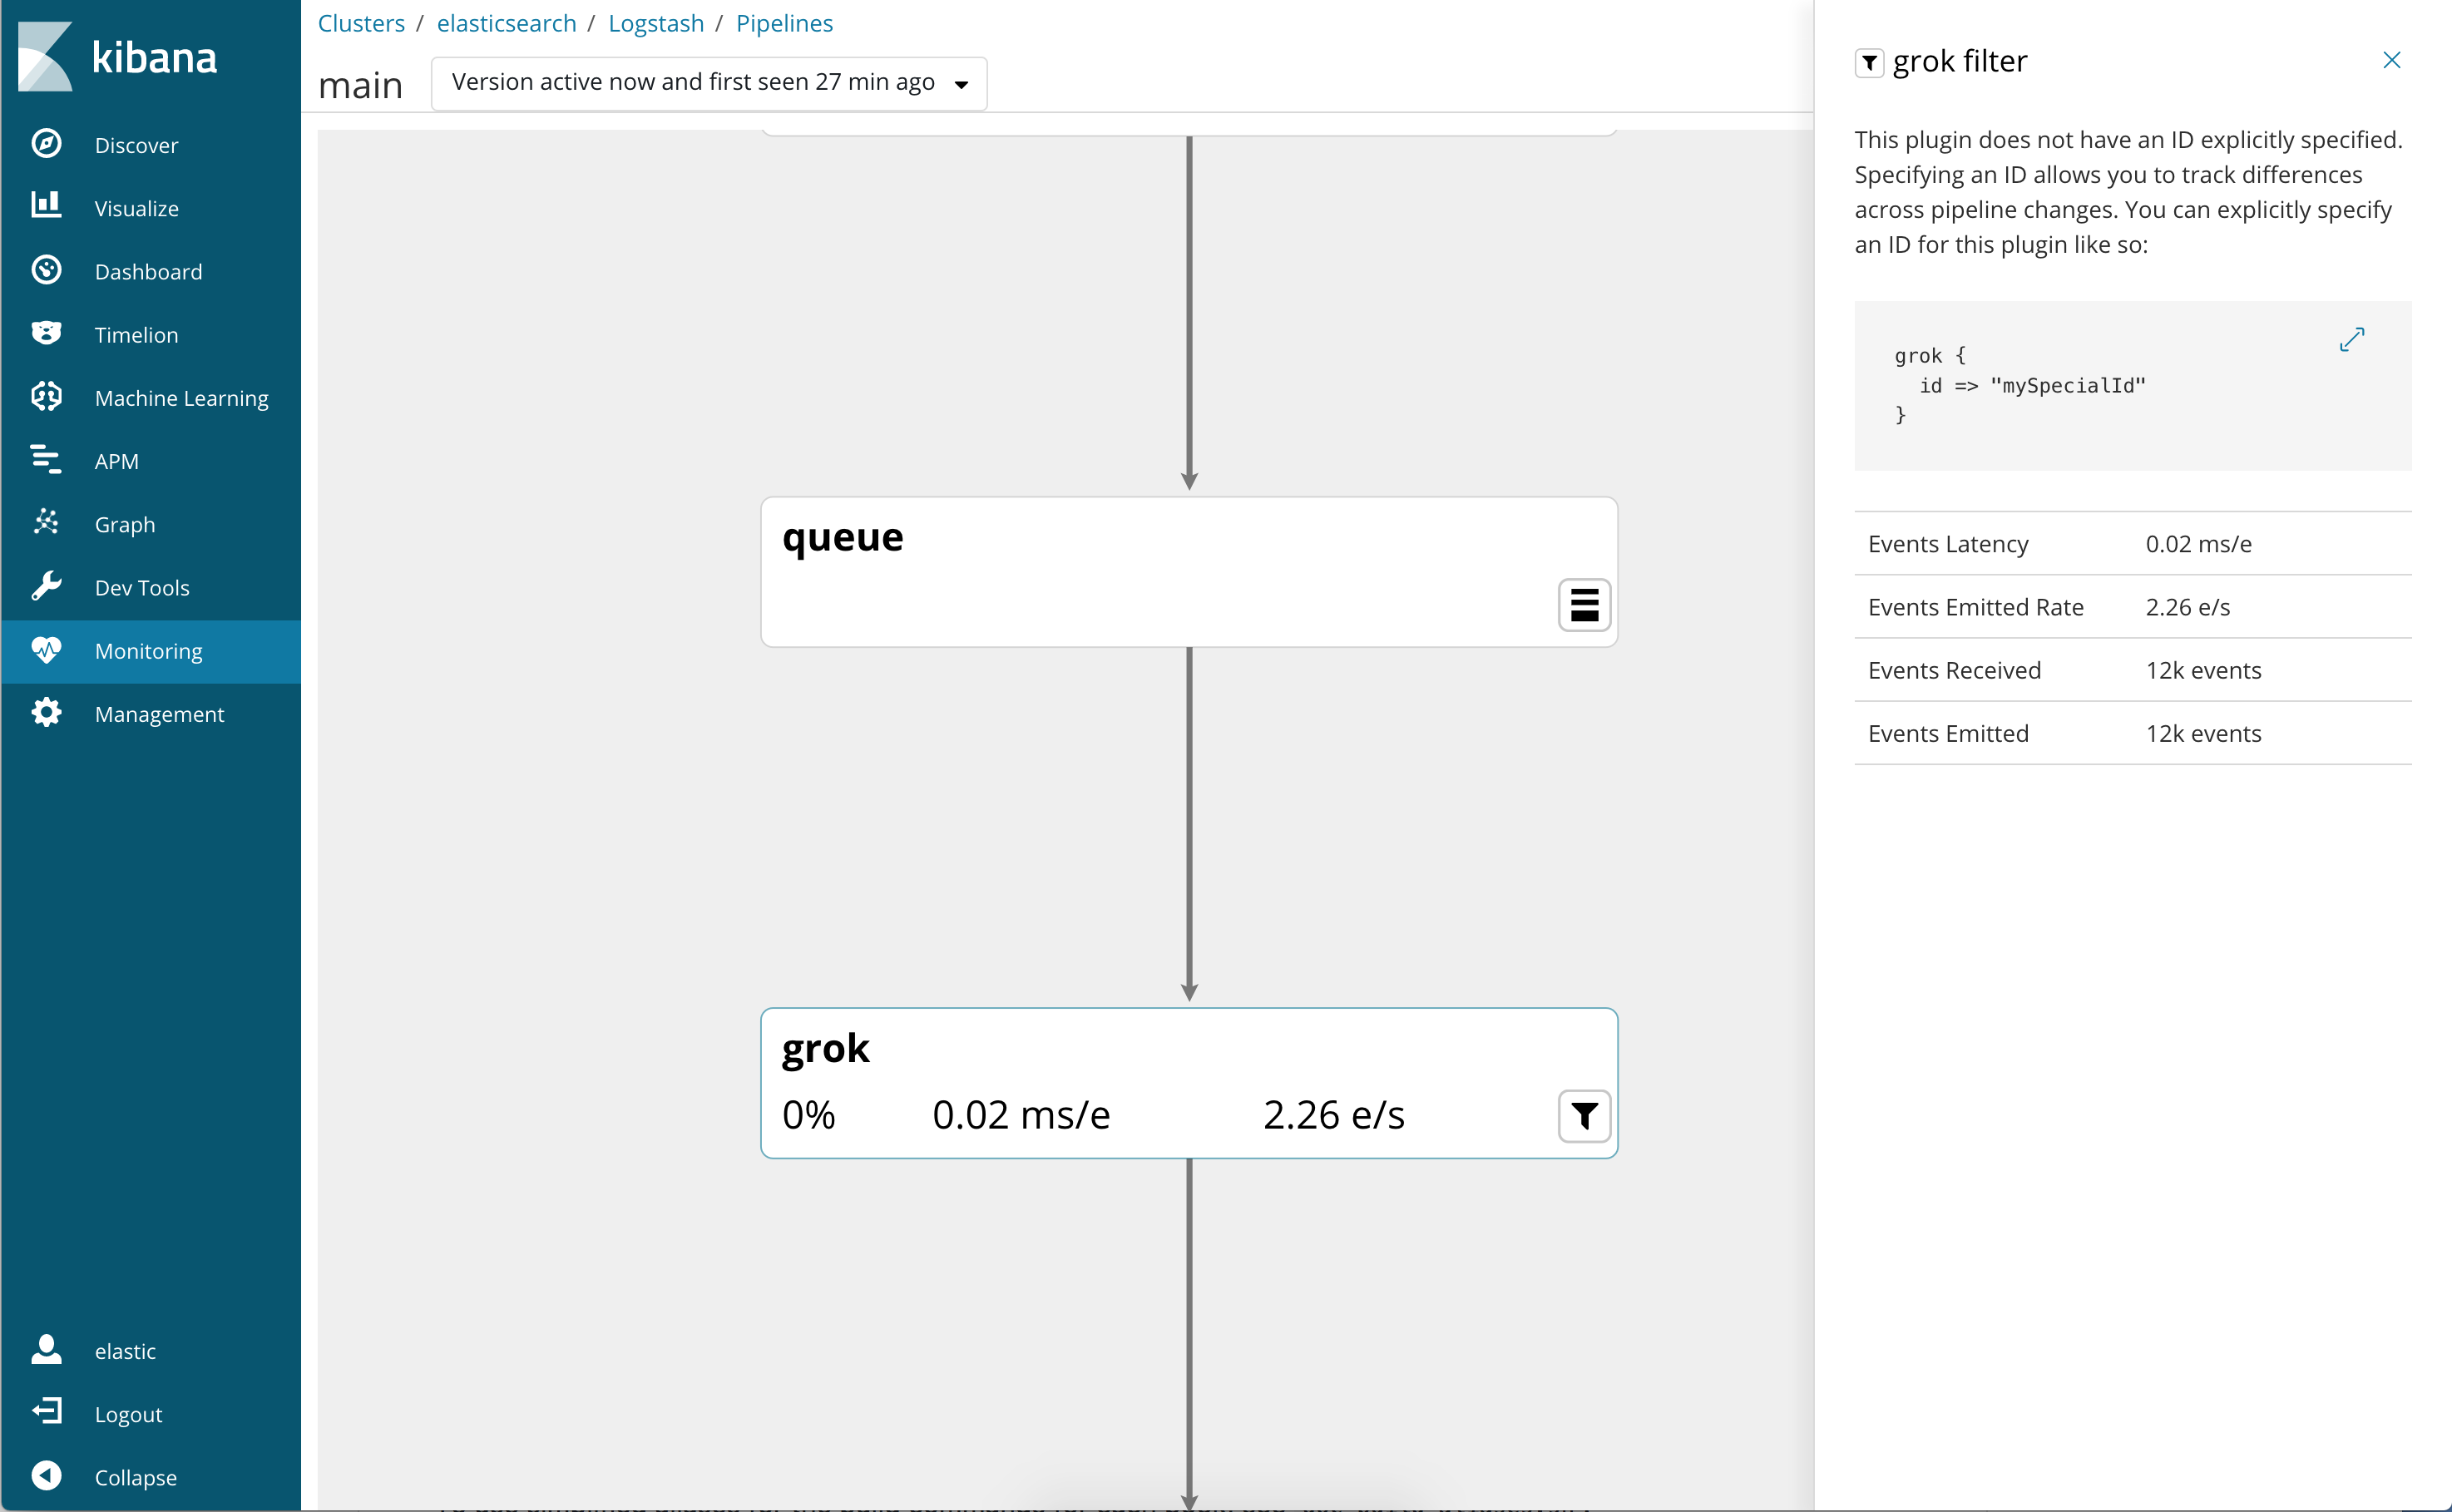 kibana
Discover
Visualize
Dashboard
Timelion
Machine Learning
APM
Graph
Dev Tools
Monitoring
Management
elastic
Logout
Collapse
Clusters / elasticsearch / Logstash / Pipelines
main Version active now and first seen 27 min ago
queue
grok
0% 0.02 ms/e 2.26 e/s
grok filter
This plugin does not have an ID explicitly specified.
Specifying an ID allows you to track differences
across pipeline changes. You can explicitly specify
an ID for this plugin like so:
grok {
  id => "mySpecialId"
}
Events Latency 0.02 ms/e
Events Emitted Rate 2.26 e/s
Events Received 12k events
Events Emitted 12k events